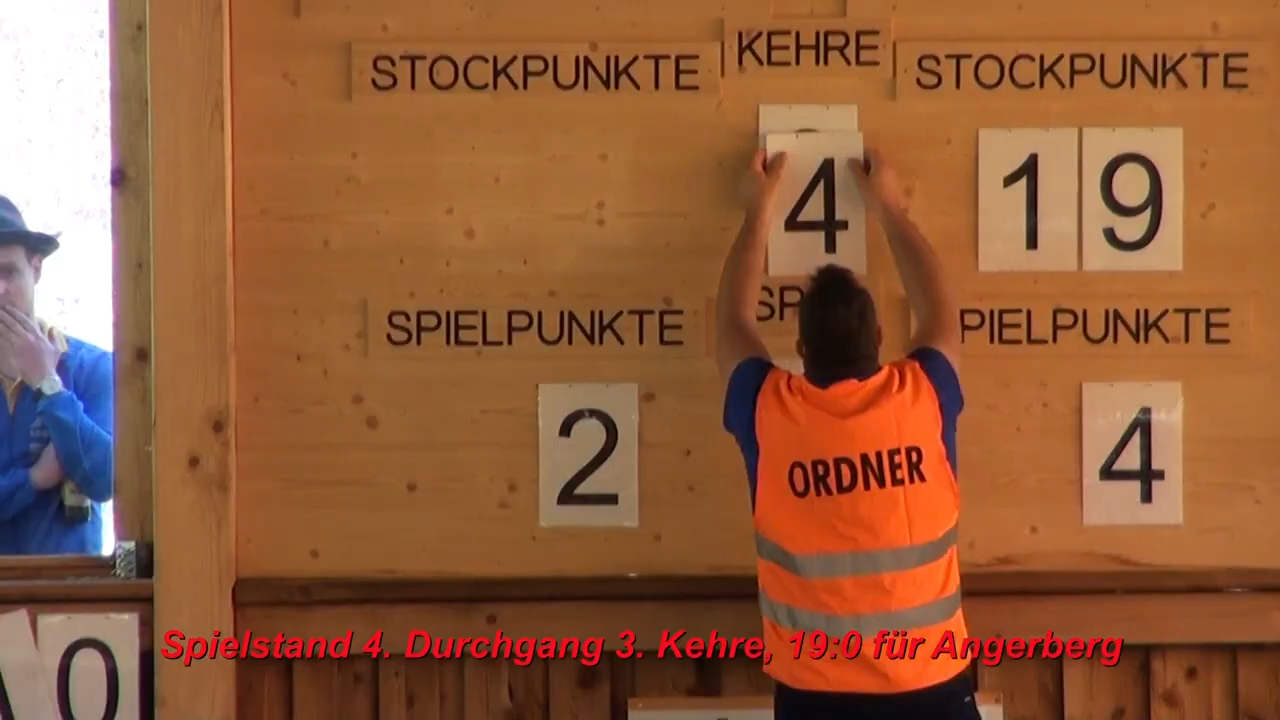 KEHRE
STOCKPUNKTE STOCKPUNKTE
4 19
SPIELPUNKTE SP PIELPUNKTE
2 4
ORDNER
Spielstand 4. Durchgang 3. Kehre, 19:0 für Angerberg
0